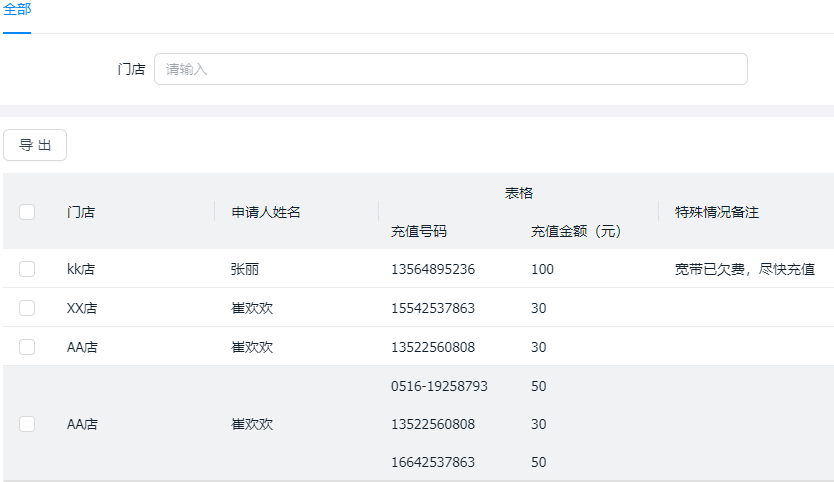 全部
门店 请输入
导 出
表格
门店 申请人姓名 特殊情况备注
充值号码 充值金额（元）
kk店 张丽 13564895236 100 宽带已欠费，尽快充值
XX店 崔欢欢 15542537863 30
AA店 崔欢欢 13522560808 30
0516-19258793 50
AA店 崔欢欢 13522560808 30
16642537863 50